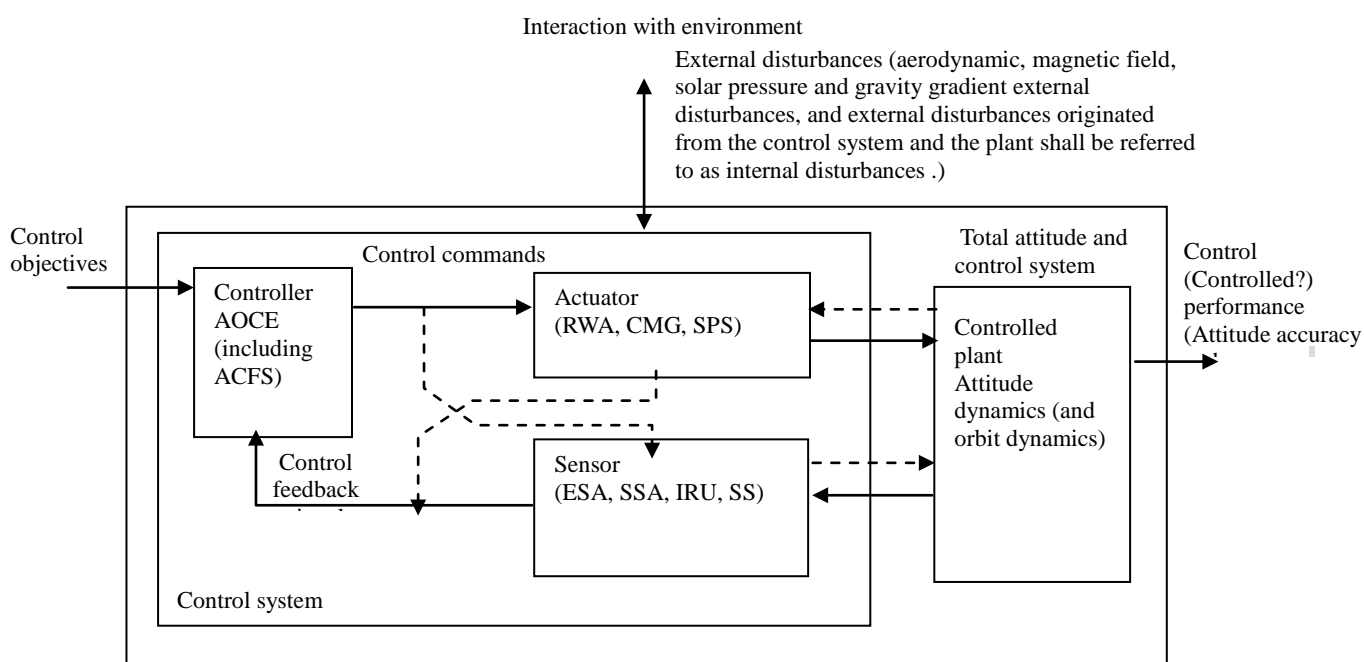 Interaction with environment
External disturbances (aerodynamic, magnetic field,
solar pressure and gravity gradient external
disturbances, and external disturbances originated
from the control system and the plant shall be referred
to as internal disturbances .)
Control
objectives
Control commands
Total attitude and
control system
Control
(Controlled?)
performance
(Attitude accuracy
Controller
AOCE
(including
ACFS)
Actuator
(RWA, CMG, SPS)
Controlled
plant
Attitude
dynamics (and
orbit dynamics)
Control
feedback
Sensor
(ESA, SSA, IRU, SS)
Control system